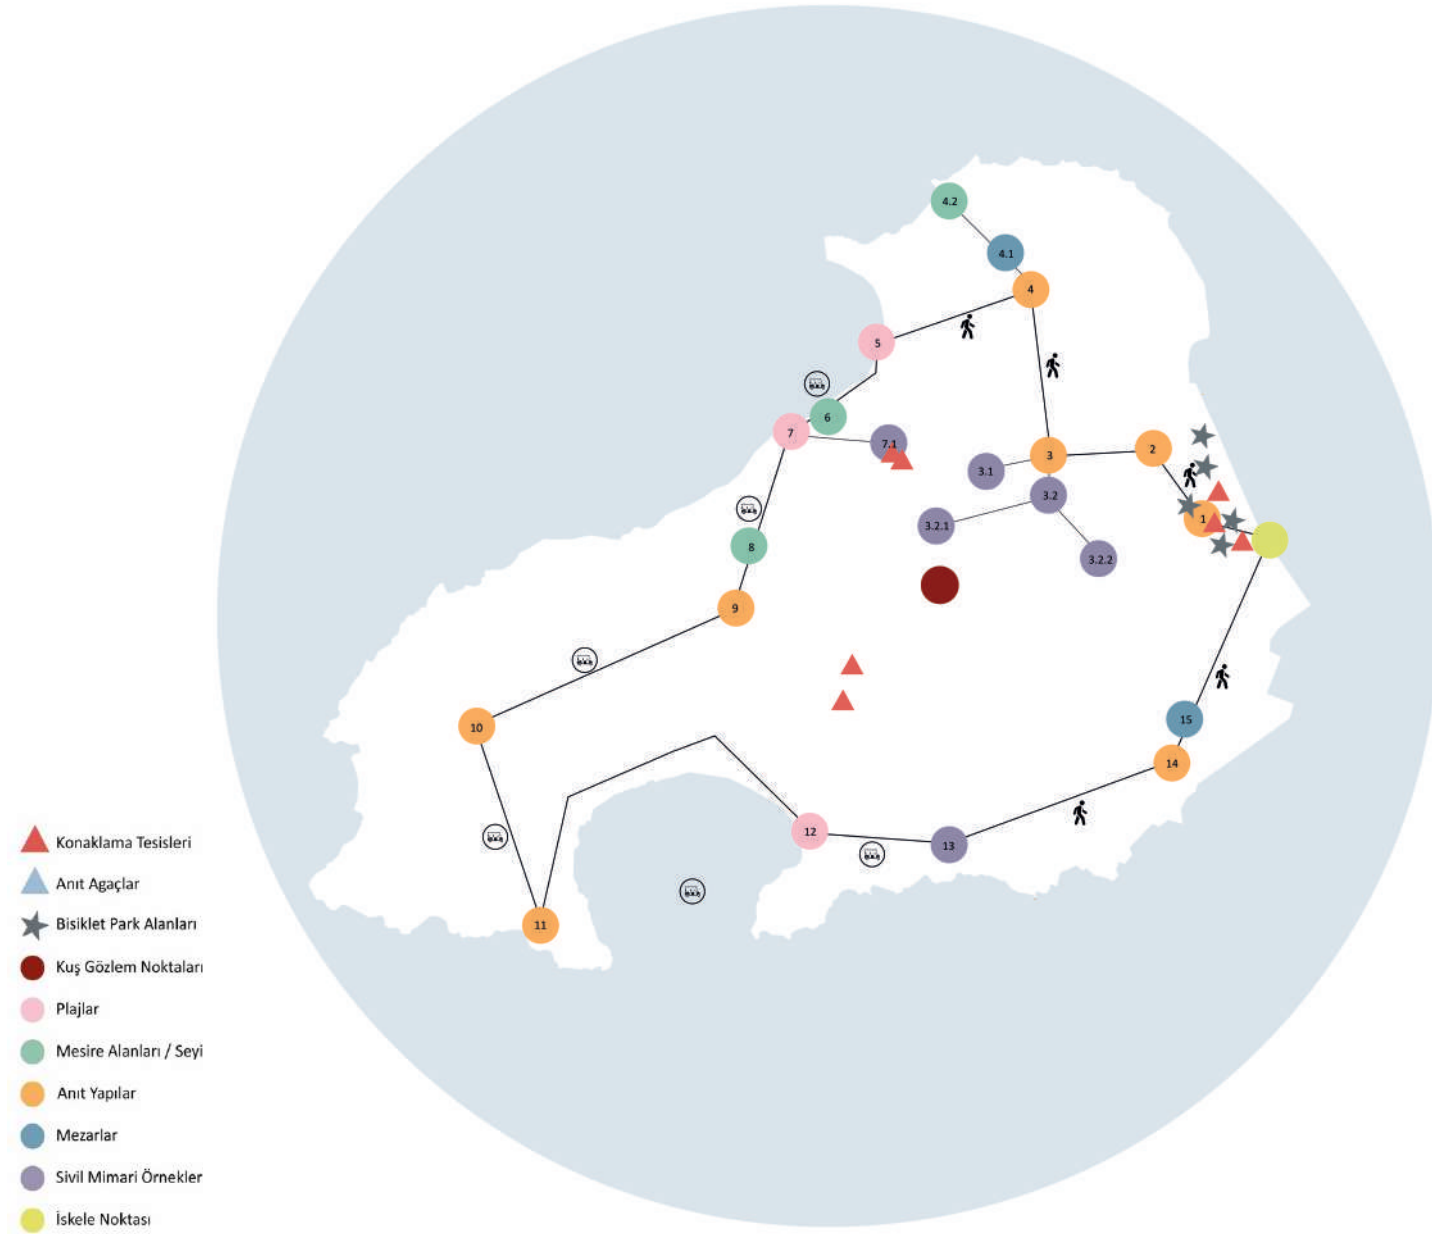 4.2
4.1
4
5
6
7
7.1
3
2
3.1
3.2
1
3.2.1
3.2.2
8
9
10
15
14
12
13
11
Konaklama Tesisleri
Anıt Agaçlar
Bisiklet Park Alanları
Kuş Gözlem Noktaları
Plajlar
Mesire Alanları / Seyi
Anıt Yapılar
Mezarlar
Sivil Mimari Örnekler
İskele Noktası